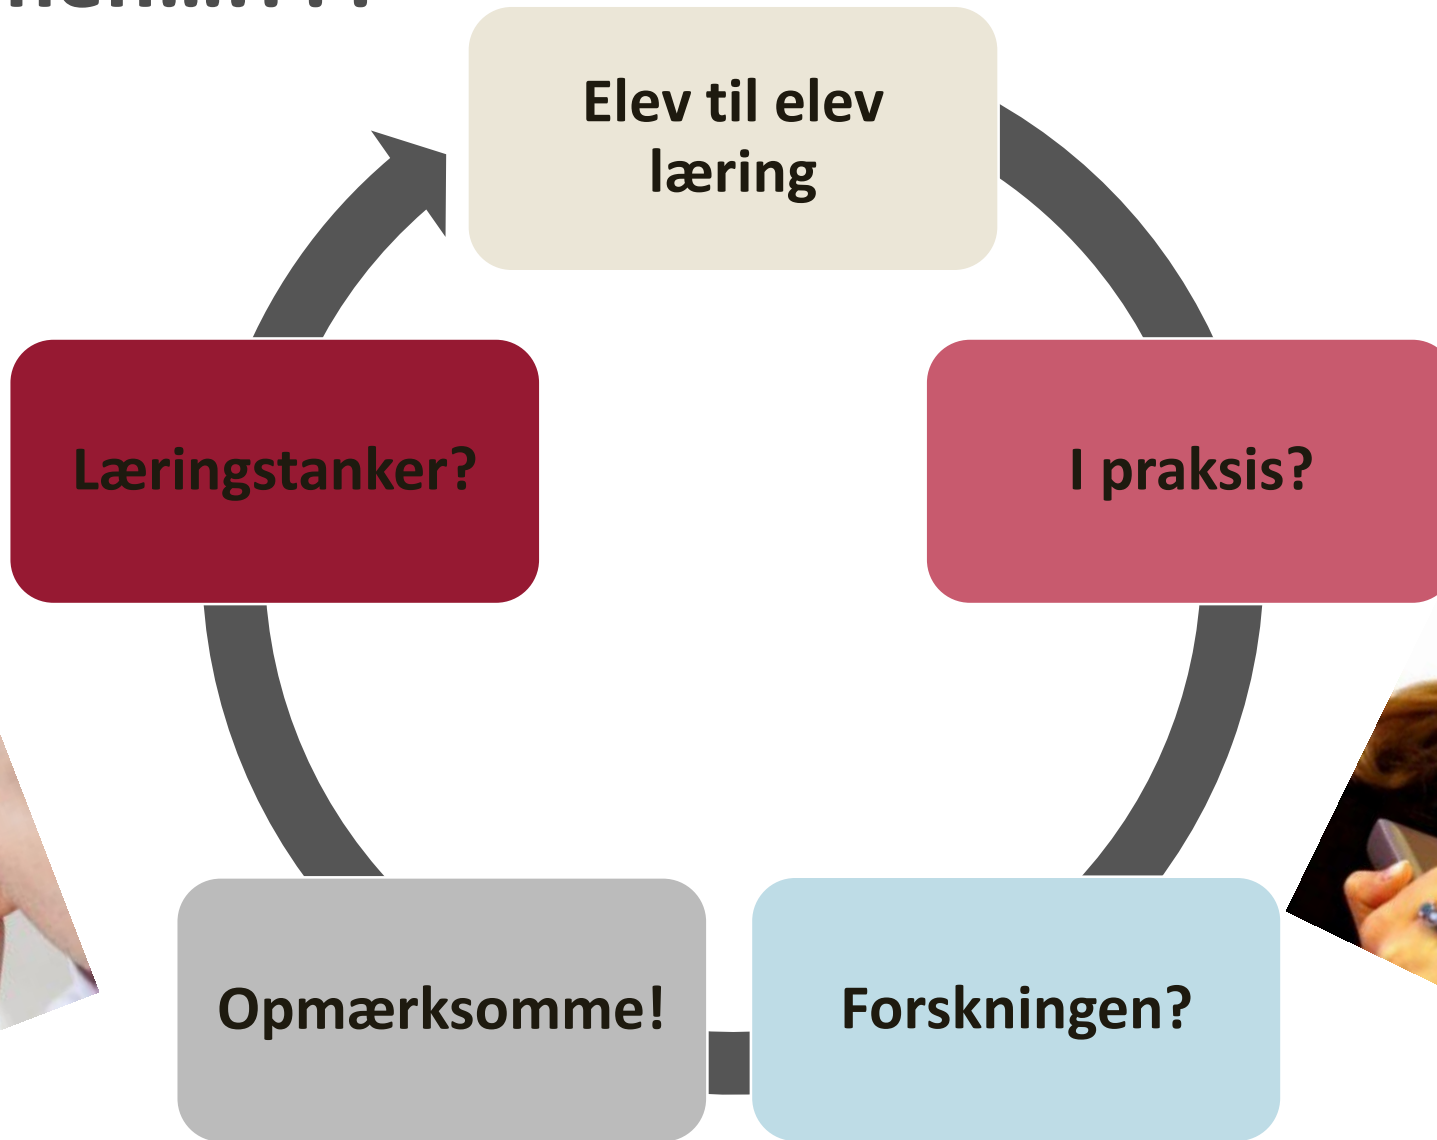 Elev til elev
læring
I praksis?
Forskningen?
Opmærksomme!
Læringstanker?